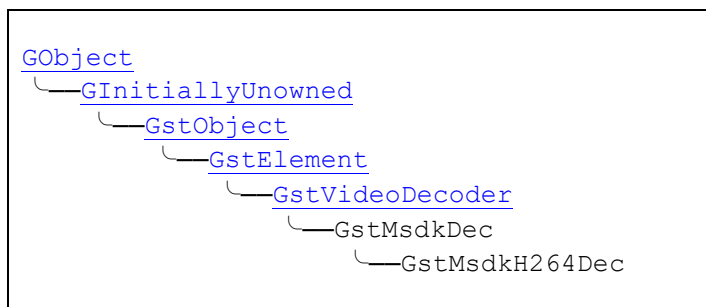 GObject
╰──GInitiallyUnowned
╰──GstObject
╰──GstElement
╰──GstVideoDecoder
╰──GstMsdkDec
╰──GstMsdkH264Dec